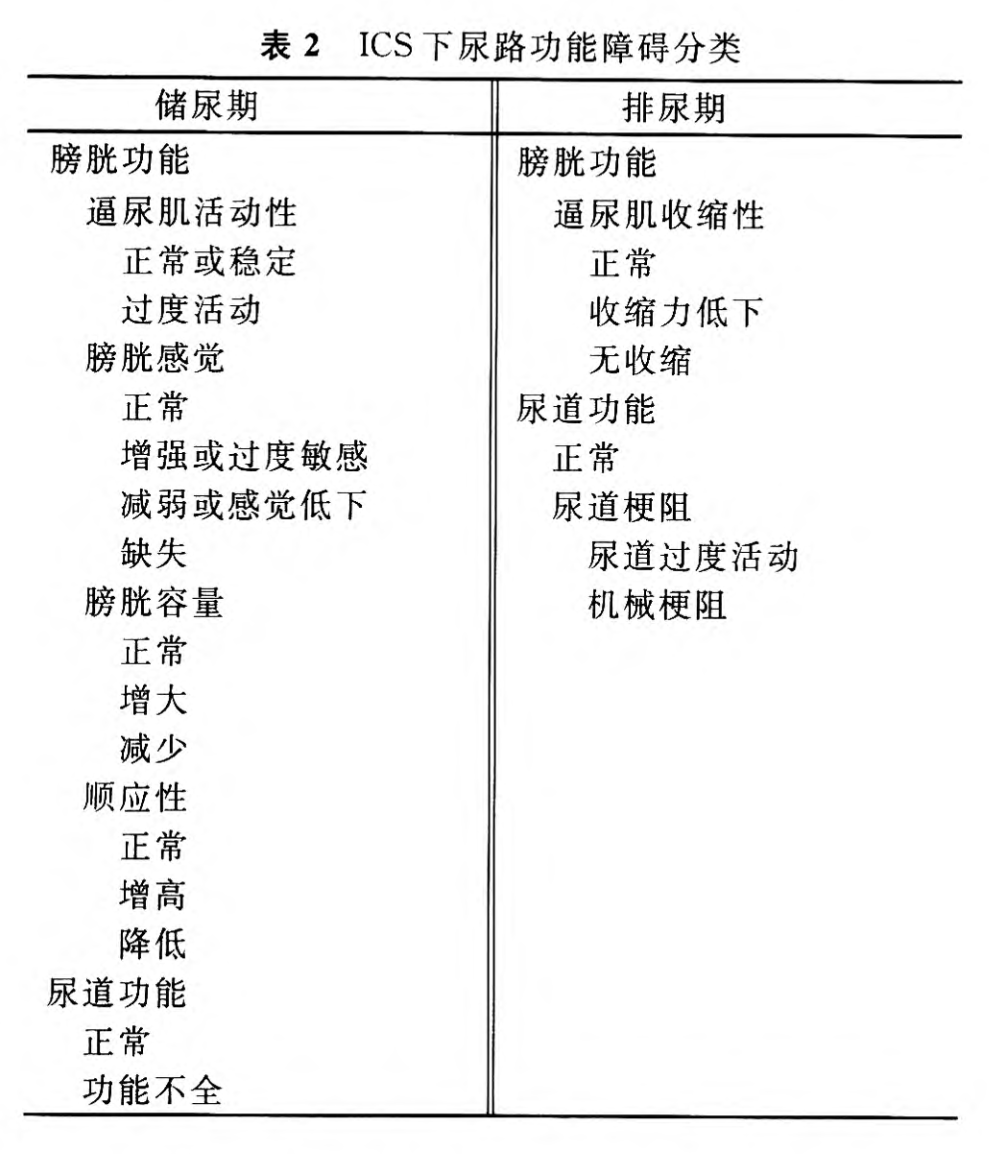 表 2 ICS下尿路功能障碍分类
储尿期
膀胱功能
逼尿肌活动性
正常或稳定
过度活动
膀胱感觉
正常
增强或过度敏感
减弱或感觉低下
缺失
膀胱容量
正常
增大
减少
顺应性
正常
增高
降低
尿道功能
正常
功能不全
排尿期
膀胱功能
逼尿肌收缩性
正常
收缩力低下
无收缩
尿道功能
正常
尿道梗阻
尿道过度活动
机械梗阻